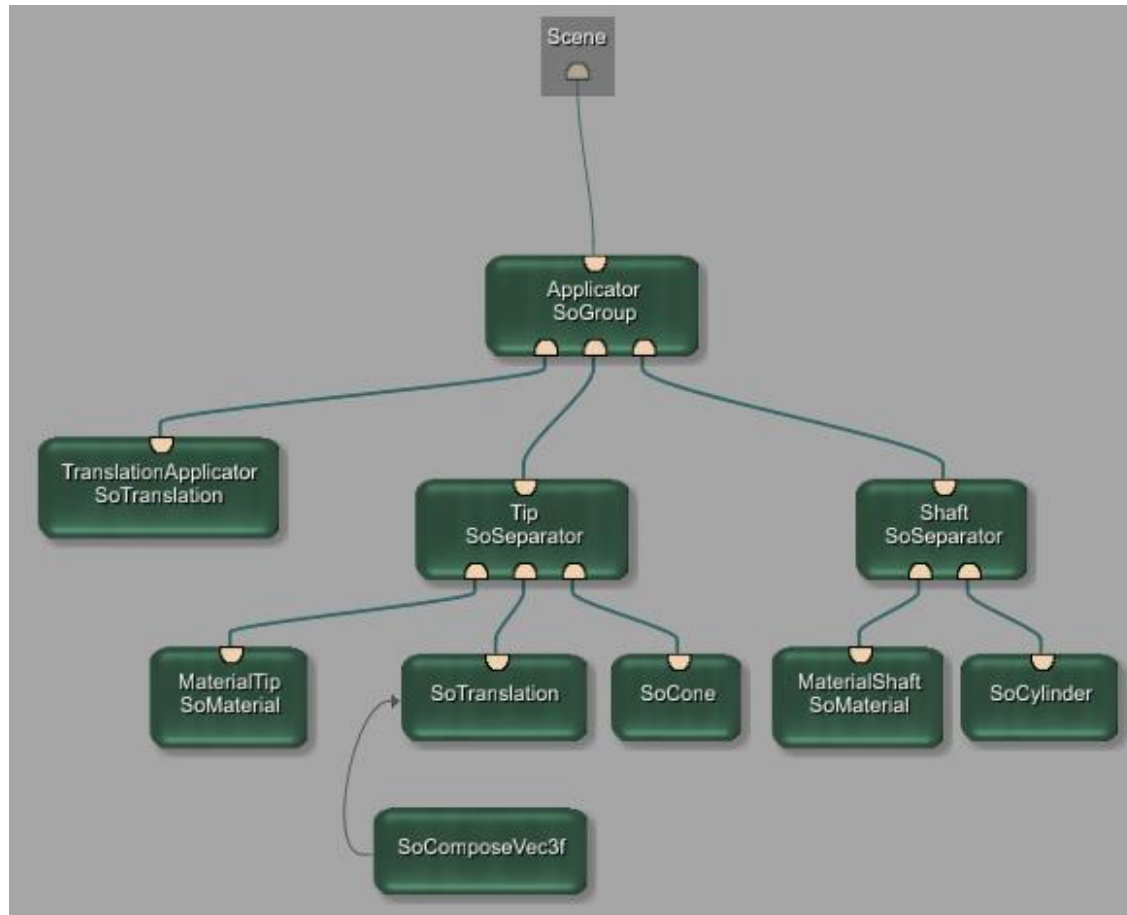 Scene
Applicator
SoGroup
TranslationApplicator
SoTranslation
Tip
SoSeparator
Shaft
SoSeparator
MaterialTip
SoMaterial
SoTranslation
SoCone
MaterialShaft
SoMaterial
SoCylinder
SoComposeVec3f